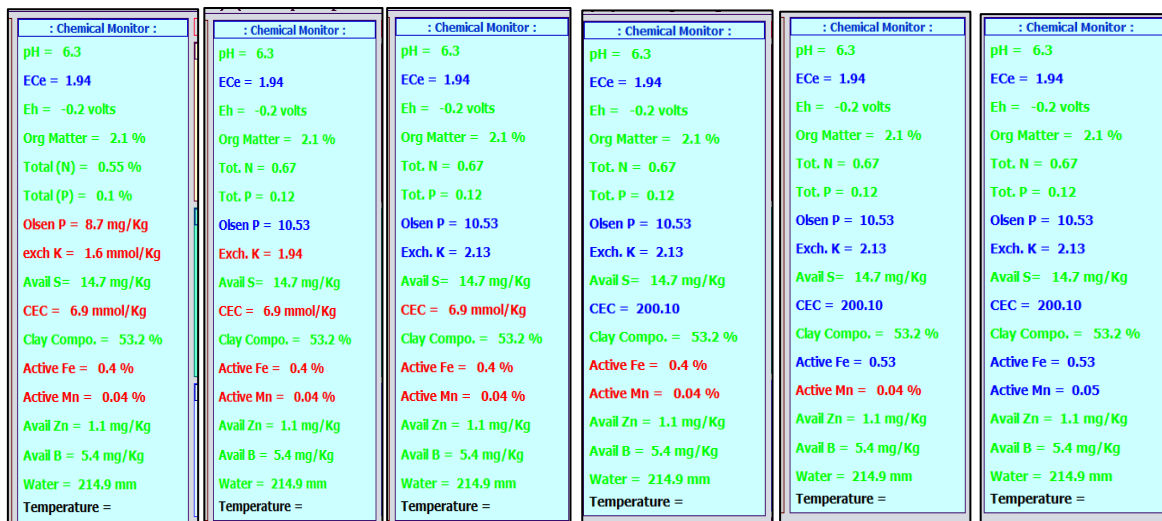 : Chemical Monitor :
pH = 6.3
ECe = 1.94
Eh = -0.2 volts
Org Matter = 2.1 %
Total (N) = 0.55 %
Total (P) = 0.1 %
Olsen P = 8.7 mg/Kg
exch K = 1.6 mmol/Kg
Avail S= 14.7 mg/Kg
CEC = 6.9 mmol/Kg
Clay Compo. = 53.2 %
Active Fe = 0.4 %
Active Mn = 0.04 %
Avail Zn = 1.1 mg/Kg
Avail B = 5.4 mg/Kg
Water = 214.9 mm
Temperature =
: Chemical Monitor :
pH = 6.3
ECe = 1.94
Eh = -0.2 volts
Org Matter = 2.1 %
Tot. N = 0.67
Tot. P = 0.12
Olsen P = 10.53
Exch. K = 1.94
Avail S= 14.7 mg/Kg
CEC = 6.9 mmol/Kg
Clay Compo. = 53.2 %
Active Fe = 0.4 %
Active Mn = 0.04 %
Avail Zn = 1.1 mg/Kg
Avail B = 5.4 mg/Kg
Water = 214.9 mm
Temperature =
: Chemical Monitor :
pH = 6.3
ECe = 1.94
Eh = -0.2 volts
Org Matter = 2.1 %
Tot. N = 0.67
Tot. P = 0.12
Olsen P = 10.53
Exch. K = 2.13
Avail S= 14.7 mg/Kg
CEC = 6.9 mmol/Kg
Clay Compo. = 53.2 %
Active Fe = 0.4 %
Active Mn = 0.04 %
Avail Zn = 1.1 mg/Kg
Avail B = 5.4 mg/Kg
Water = 214.9 mm
Temperature =
: Chemical Monitor :
pH = 6.3
ECe = 1.94
Eh = -0.2 volts
Org Matter = 2.1 %
Tot. N = 0.67
Tot. P = 0.12
Olsen P = 10.53
Exch. K = 2.13
Avail S= 14.7 mg/Kg
CEC = 200.10
Clay Compo. = 53.2 %
Active Fe = 0.4 %
Active Mn = 0.04 %
Avail Zn = 1.1 mg/Kg
Avail B = 5.4 mg/Kg
Water = 214.9 mm
Temperature =
: Chemical Monitor :
pH = 6.3
ECe = 1.94
Eh = -0.2 volts
Org Matter = 2.1 %
Tot. N = 0.67
Tot. P = 0.12
Olsen P = 10.53
Exch. K = 2.13
Avail S= 14.7 mg/Kg
CEC = 200.10
Clay Compo. = 53.2 %
Active Fe = 0.53
Active Mn = 0.04 %
Avail Zn = 1.1 mg/Kg
Avail B = 5.4 mg/Kg
Water = 214.9 mm
Temperature =
: Chemical Monitor :
pH = 6.3
ECe = 1.94
Eh = -0.2 volts
Org Matter = 2.1 %
Tot. N = 0.67
Tot. P = 0.12
Olsen P = 10.53
Exch. K = 2.13
Avail S= 14.7 mg/Kg
CEC = 200.10
Clay Compo. = 53.2 %
Active Fe = 0.53
Active Mn = 0.05
Avail Zn = 1.1 mg/Kg
Avail B = 5.4 mg/Kg
Water = 214.9 mm
Temperature =